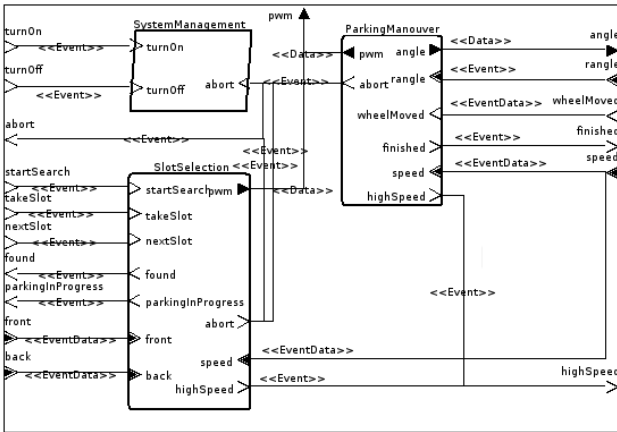 pwm
SystemManagement
ParkingManouver
turnOn
<<Event>>
turnOn
<<Data>>
pwm
angle
<<Data>>
angle
turnOff
<<Event>>
turnOff
abort
<<Event>>
abort
rangle
<<Event>>
rangle
wheelMoved
<<EventData>>
wheelMoved
abort
<<Event>>
<<Event>>
<<Event>>
finished
<<Event>>
finished
speed
<<EventData>>
speed
SlotSelection
startSearch
<<Event>>
startSearch
pwm
<<Data>>
highSpeed
takeSlot
<<Event>>
takeSlot
nextSlot
<<Event>>
nextSlot
found
<<Event>>
found
parkingInProgress
<<Event>>
parkingInProgress
<<Event>>
abort
front
<<EventData>>
front
back
<<EventData>>
back
speed
<<EventData>>
highSpeed
<<Event>>
highSpeed